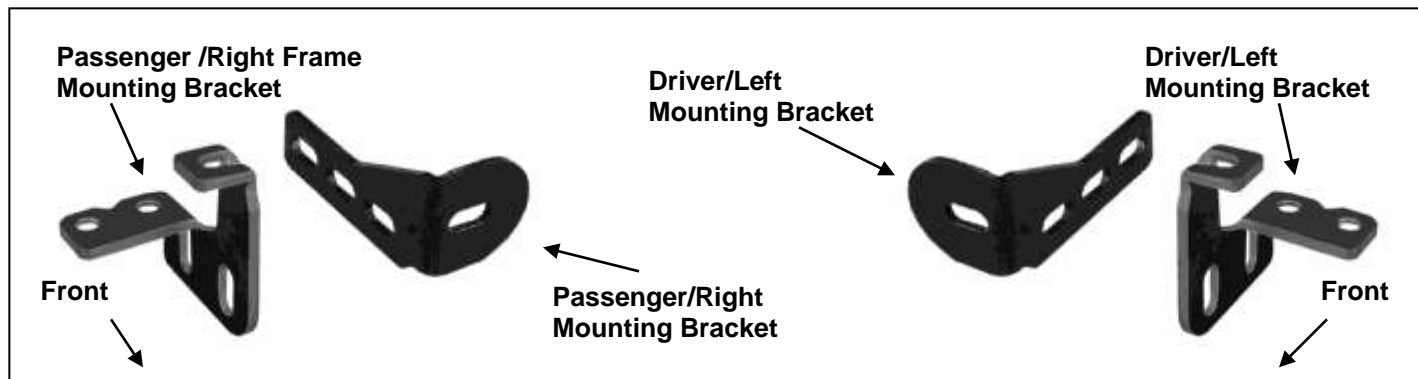 Passenger /Right Frame
Mounting Bracket
Driver/Left
Mounting Bracket
Driver/Left
Mounting Bracket
Front
Passenger/Right
Mounting Bracket
Front